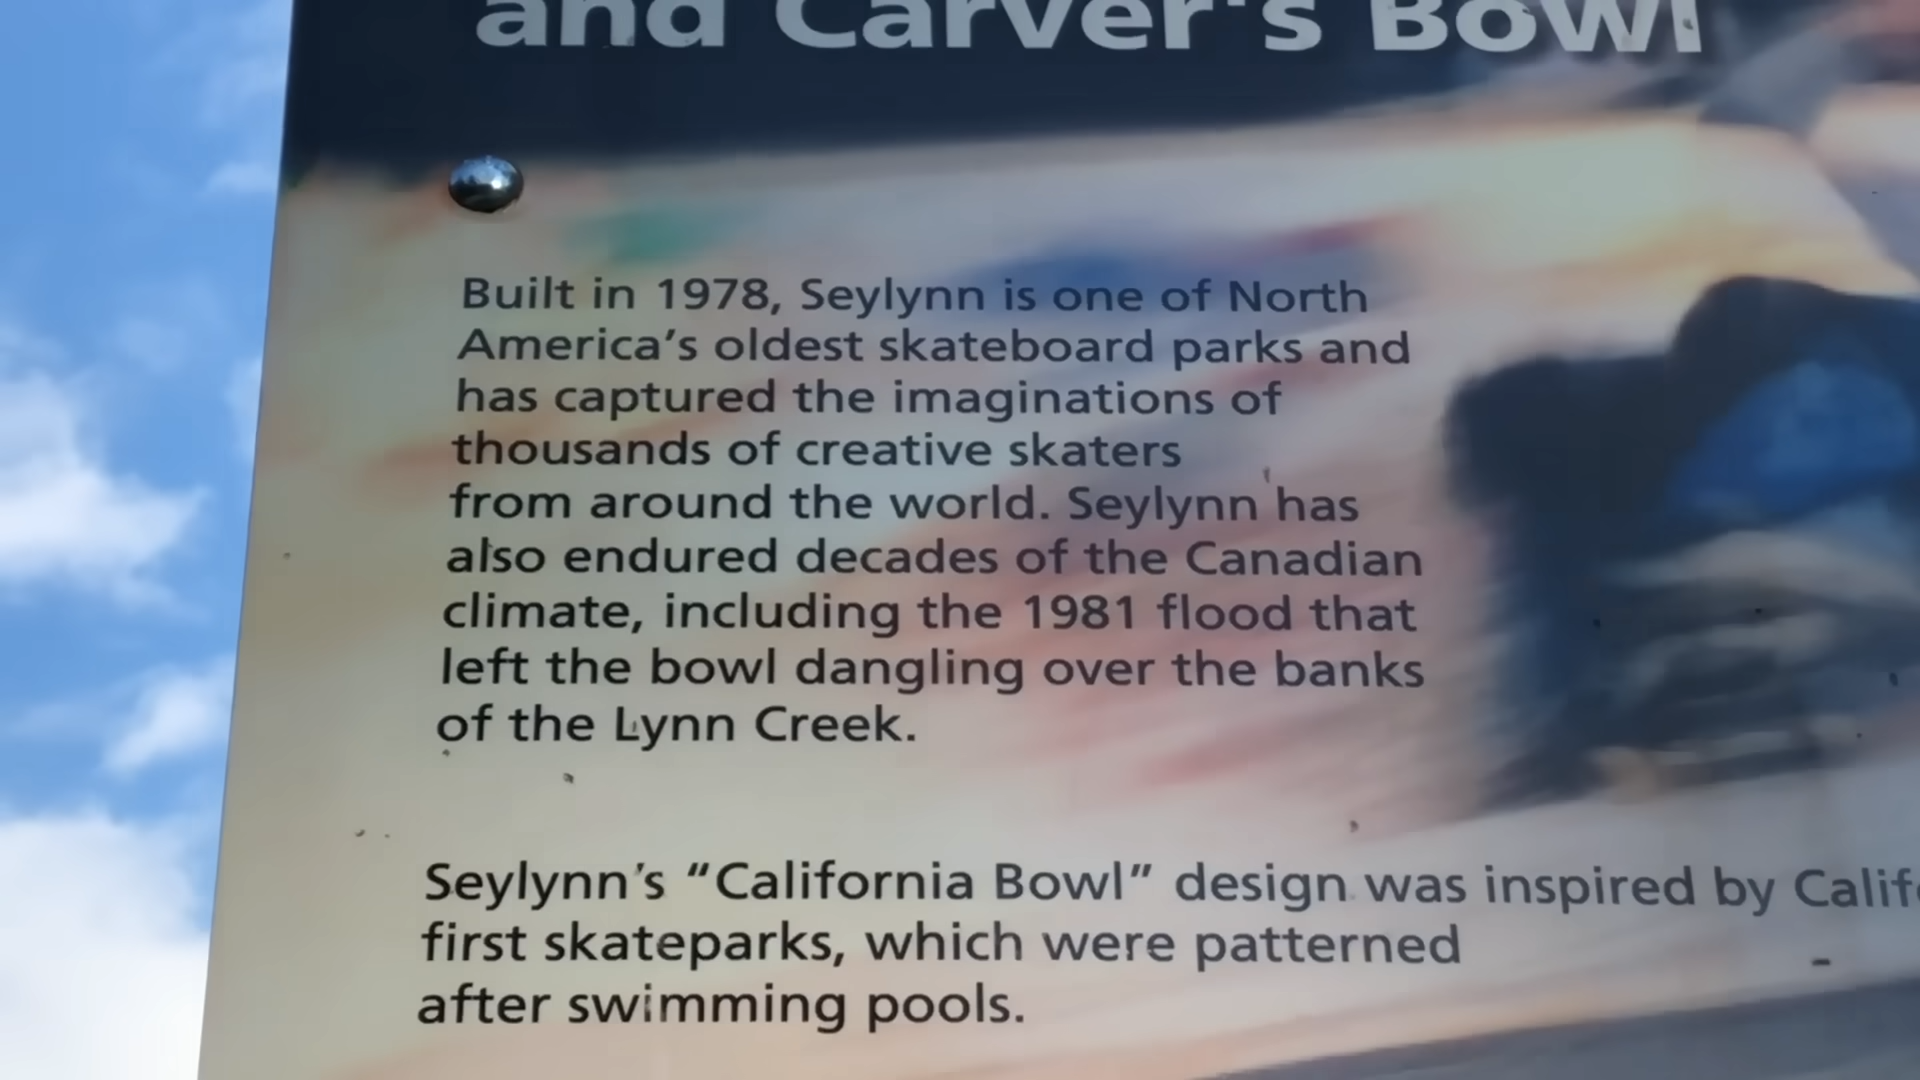 and Carver's Bowl
Built in 1978, Seylynn is one of North
America's oldest skateboard parks and
has captured the imaginations of
thousands of creative skaters
from around the world. Seylynn has
also endured decades of the Canadian
climate, including the 1981 flood that
left the bowl dangling over the banks
of the Lynn Creek.
Seylynn's "California Bowl" design was inspired by
first skateparks, which were patterned
after swimming pools.